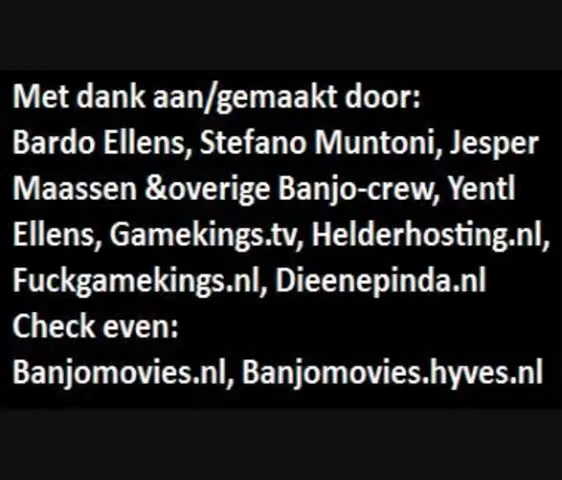 Met dank aan/gemaakt door:
Bardo Ellens, Stefano Muntoni, Jesper
Maassen &overige Banjo-crew, Yentl
Ellens, Gamekings.tv, Helderhosting.nl,
Fuckgamekings.nl, Dieenepinda.nl
Check even:
Banjomovies.nl, Banjomovies.hyves.nl